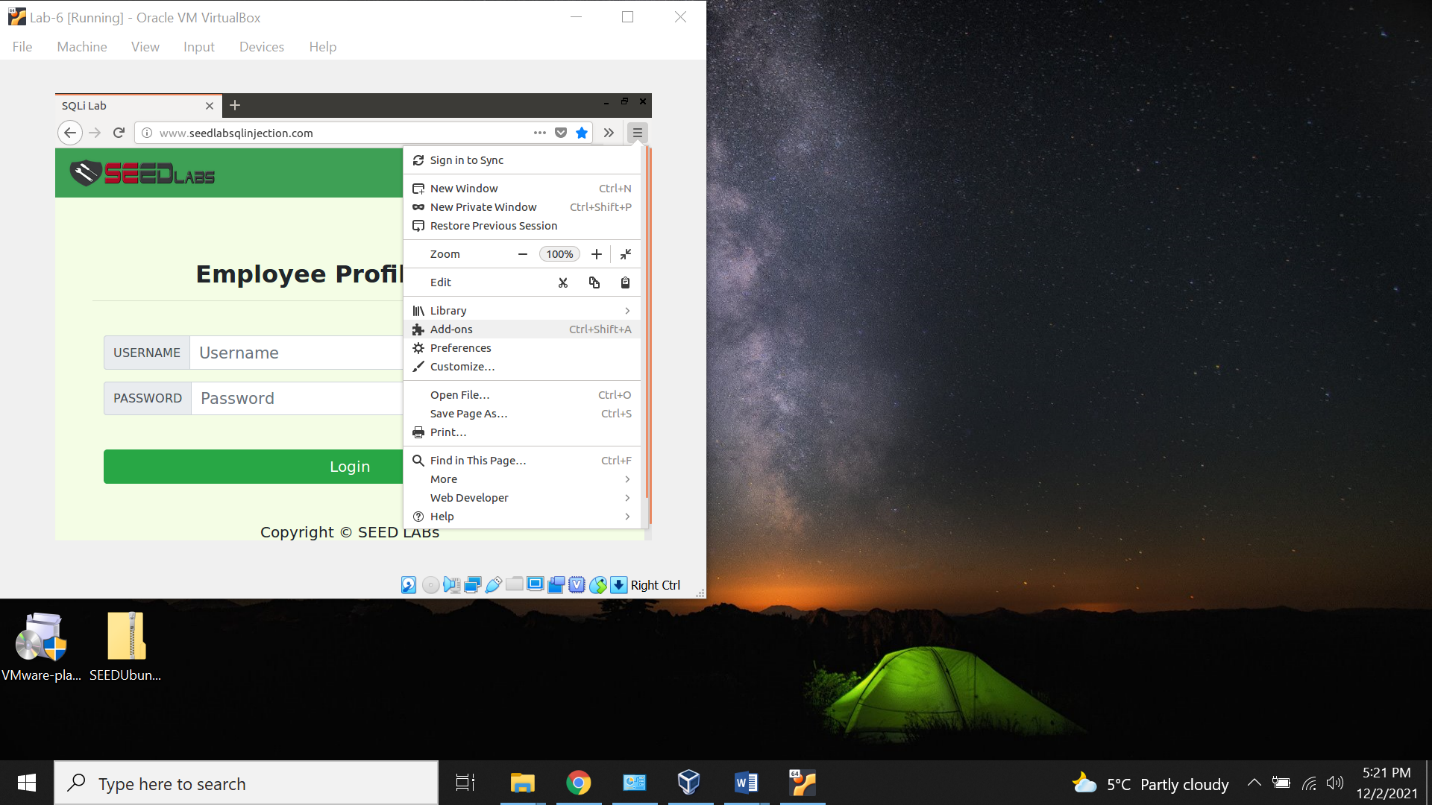 Lab-6 [Running] - Oracle VM VirtualBox
File Machine View Input Devices Help
SQLi Lab
www.seedlabsqlinjection.com
SEEDLABS
Employee Profil
USERNAME Username
PASSWORD Password
Login
Copyright © SEED LABs
Sign in to Sync
New Window Ctrl+N
New Private Window Ctrl+Shift+P
Restore Previous Session
Zoom 100%
Edit
Library
Add-ons Ctrl+Shift+A
Preferences
Customize...
Open File... Ctrl+O
Save Page As... Ctrl+S
Print...
Find in This Page... Ctrl+F
More
Web Developer
Help
Right Ctrl
VMware-pla... SEEDUbun...
Type here to search
5°C Partly cloudy
5:21 PM
12/2/2021